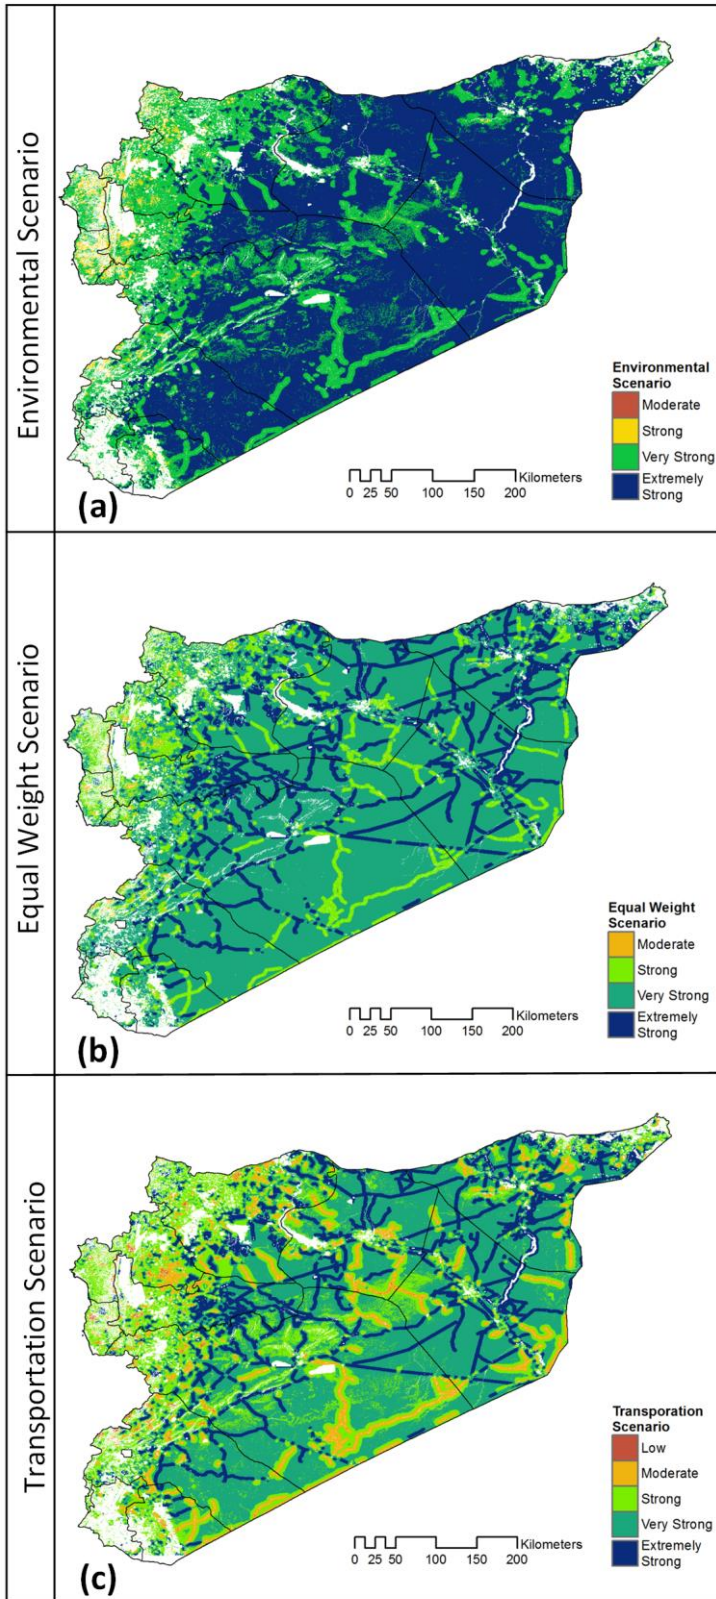 Environmental Scenario
Environmental
Scenario
Moderate
Strong
Very Strong
Extremely
Strong
Kilometers
0 25 50 100 150 200
(a)
Equal Weight Scenario
Equal Weight
Scenario
Moderate
Strong
Very Strong
Extremely
Strong
Kilometers
0 25 50 100 150 200
(b)
Transportation Scenario
Transporation
Scenario
Low
Moderate
Strong
Very Strong
Extremely
Strong
Kilometers
0 25 50 100 150 200
(c)